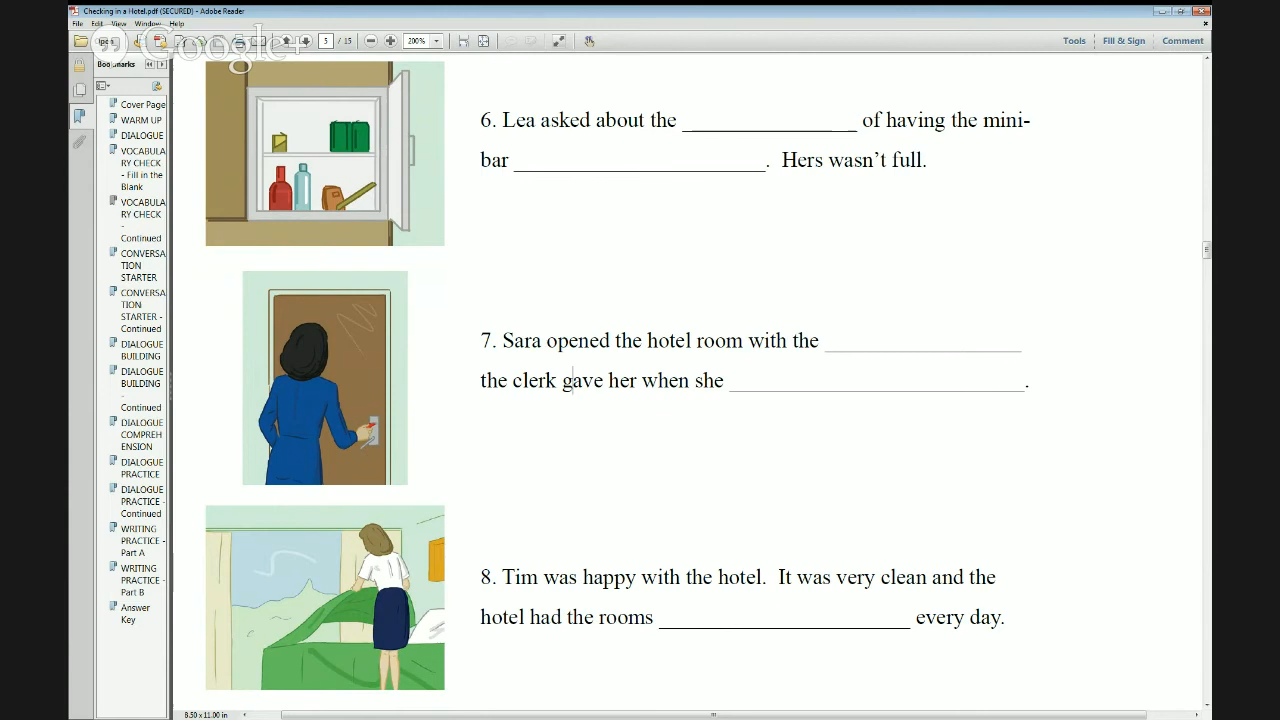 Checking in a Hotel.pdf (SECURED) - Adobe Reader
File Edit View Window Help
Google+
5 / 15 200%
Tools Fill & Sign Comment
Bookmarks
Cover Page
WARM UP
DIALOGUE
VOCABULA
RY CHECK
- Fill in the
Blank
VOCABULA
RY CHECK
-
Continued
CONVERSA
TION
STARTER
CONVERSA
TION
STARTER -
Continued
DIALOGUE
BUILDING
DIALOGUE
BUILDING
-
Continued
DIALOGUE
COMPREH
ENSION
DIALOGUE
PRACTICE
DIALOGUE
PRACTICE -
Continued
WRITING
PRACTICE -
Part A
WRITING
PRACTICE -
Part B
Answer
Key
6. Lea asked about the _______________ of having the mini-
bar _______________________. Hers wasn’t full.
7. Sara opened the hotel room with the __________________
the clerk gave her when she ___________________________.
8. Tim was happy with the hotel. It was very clean and the
hotel had the rooms _______________________ every day.
8.50 x 11.00 in